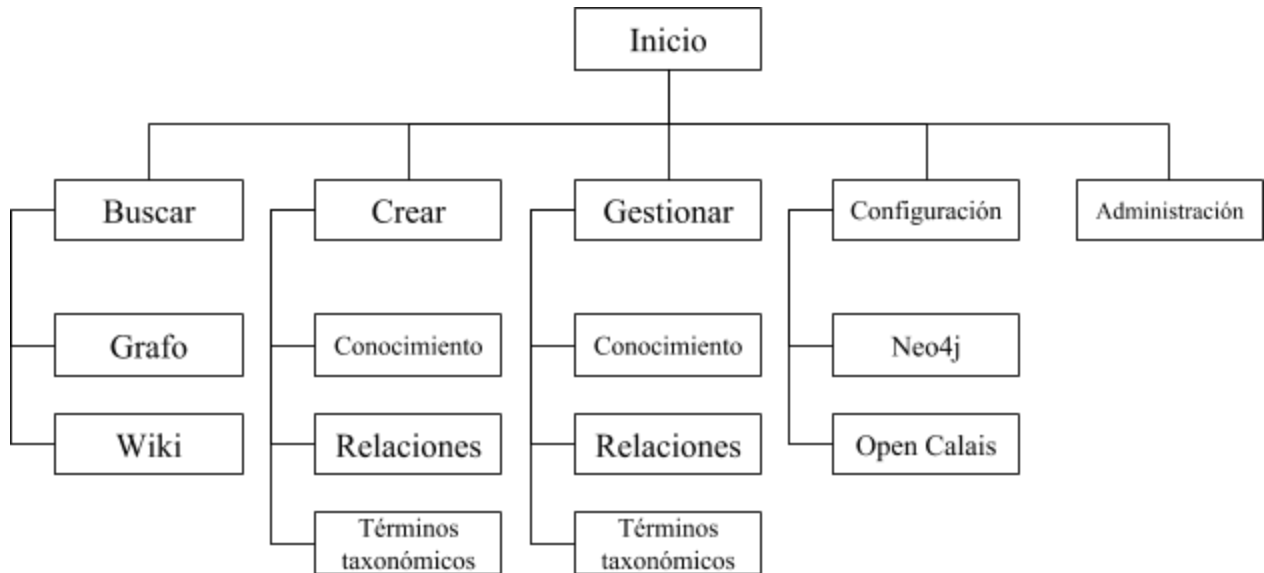 Inicio
Buscar
Crear
Gestionar
Configuración
Administración
Grafo
Conocimiento
Conocimiento
Neo4j
Wiki
Relaciones
Relaciones
Open Calais
Términos
taxonómicos
Términos
taxonómicos